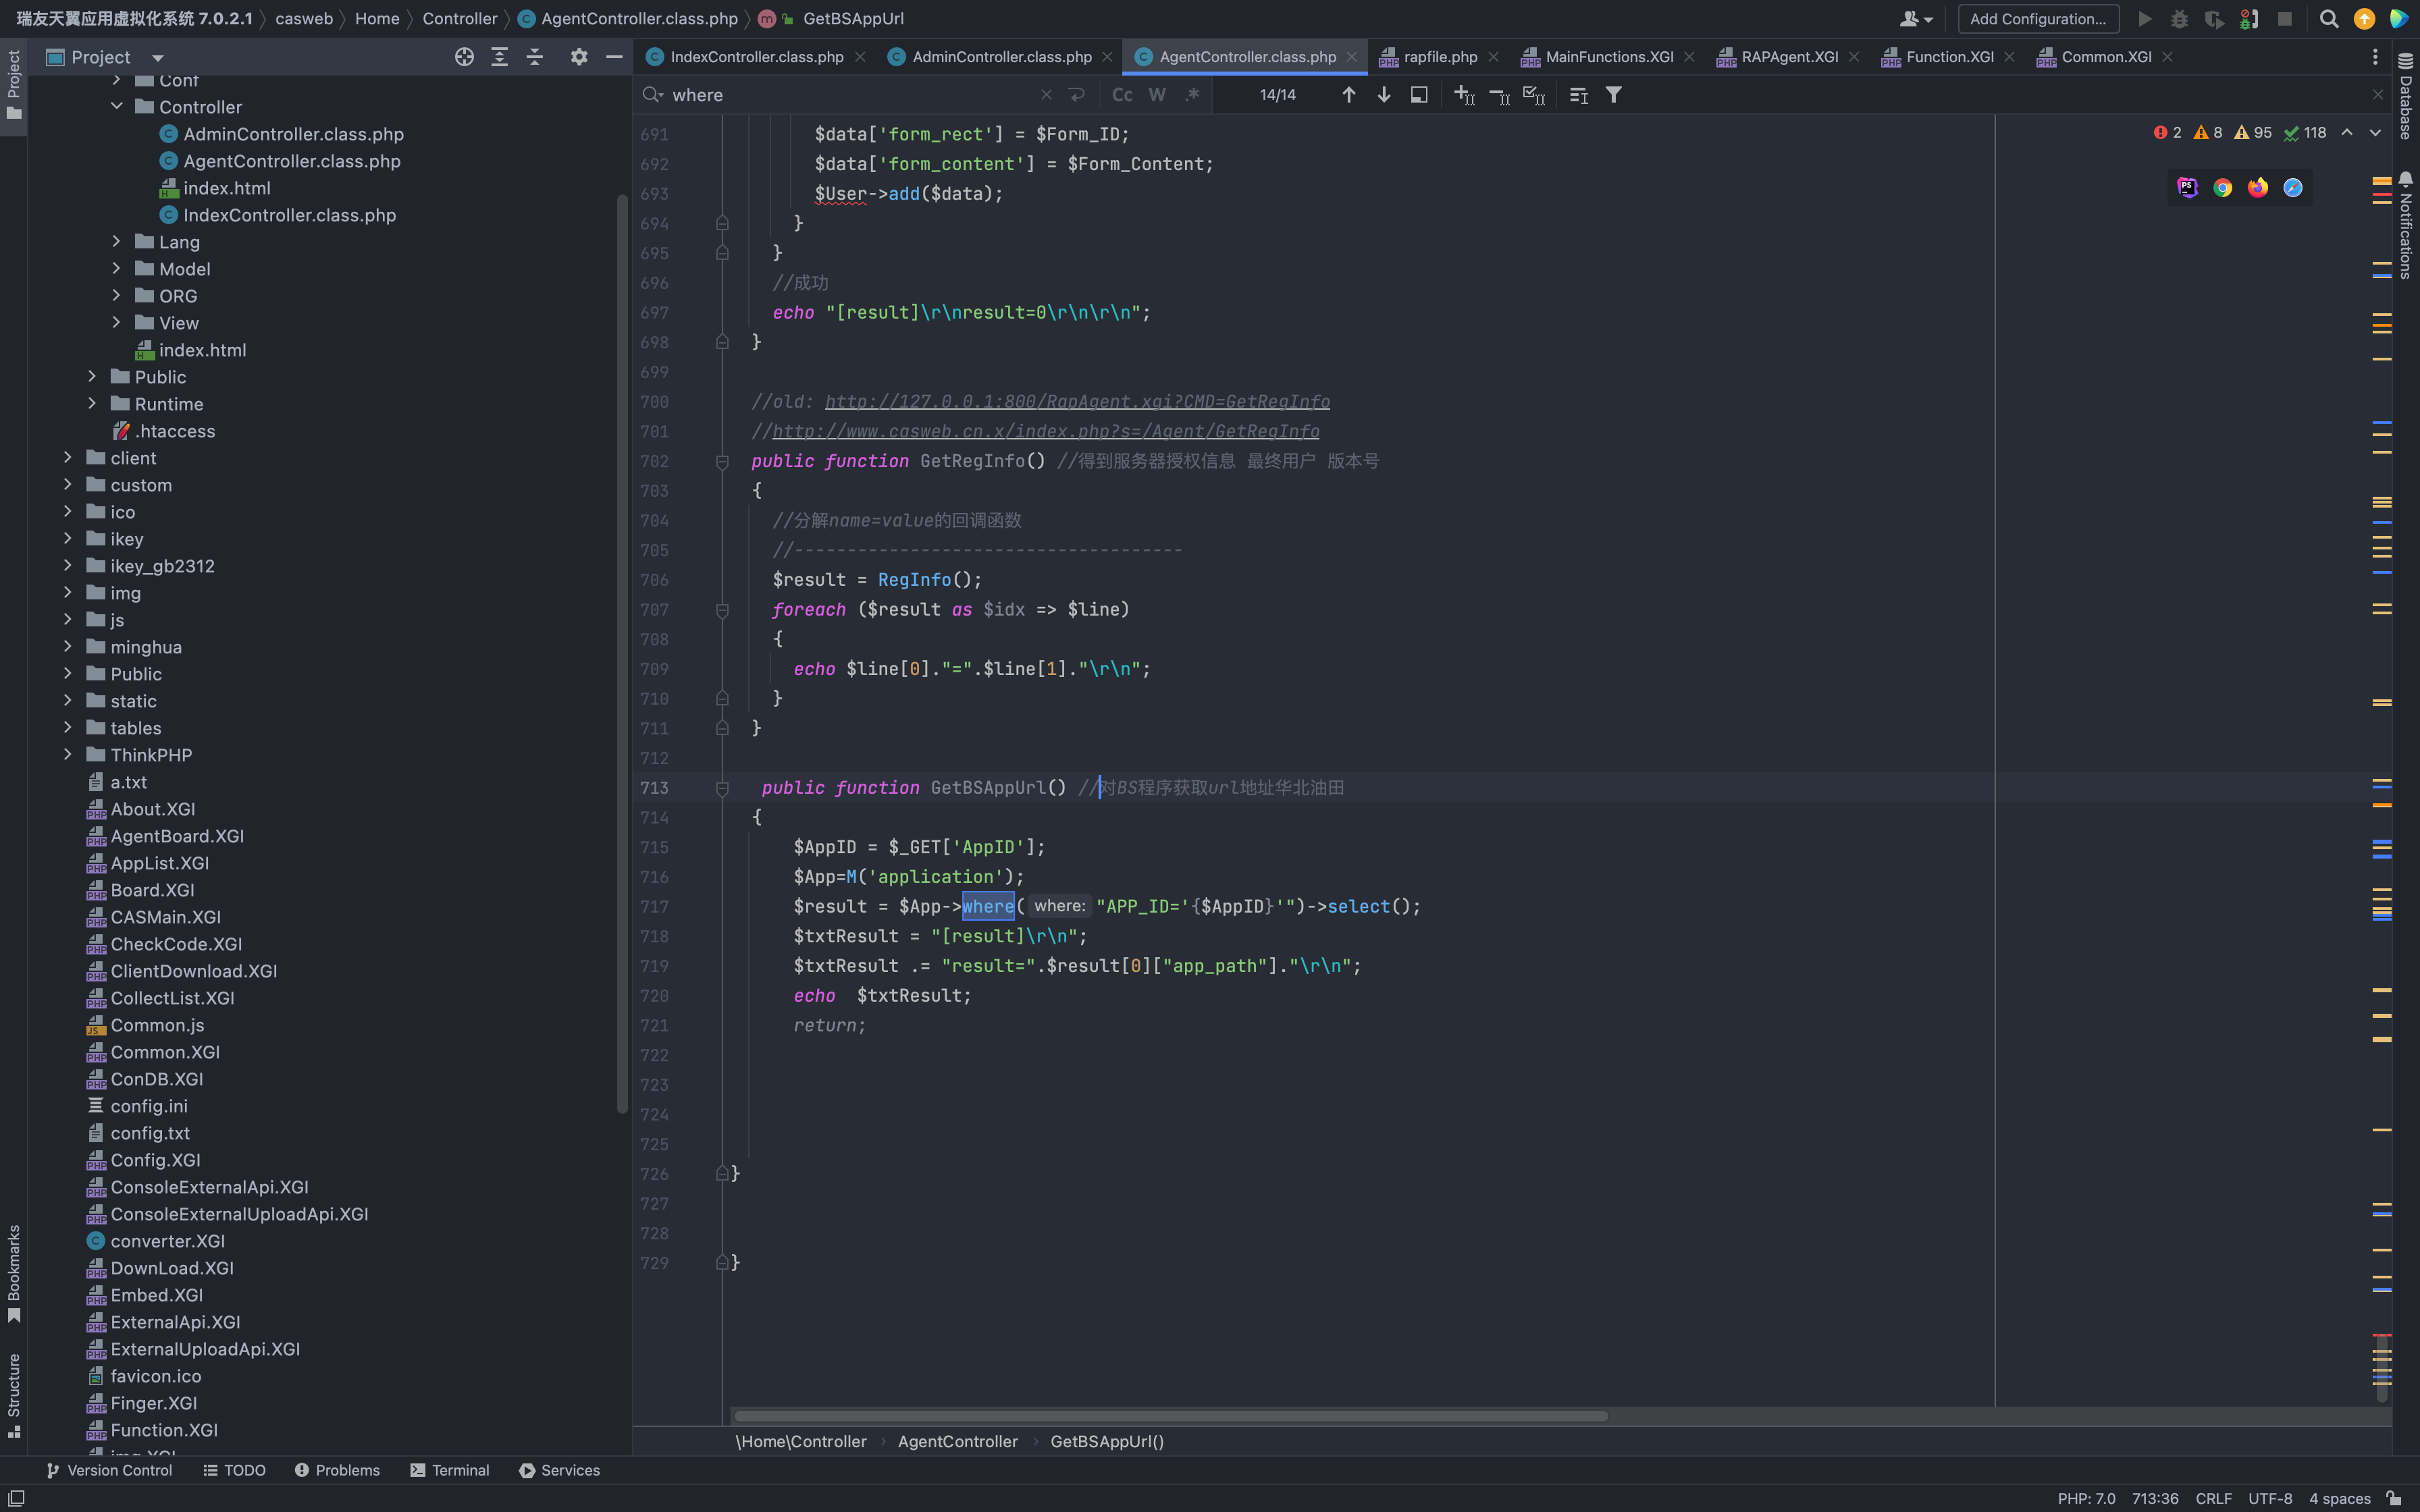 瑞友天翼应用虚拟化系统 7.0.2.1 〉 casweb 〉 Home 〉 Controller 〉 AgentController.class.php 〉 GetBSAppUrl
Add Configuration...
Project
IndexController.class.php
AdminController.class.php
AgentController.class.php
rapfile.php
MainFunctions.XGI
RAPAgent.XGI
Function.XGI
Common.XGI
where
Cc W .*
14/14
2 8 95 118
Project
Bookmarks
Structure
Database
Notifications
Conf
Controller
AdminController.class.php
AgentController.class.php
index.html
IndexController.class.php
Lang
Model
ORG
View
index.html
Public
Runtime
.htaccess
client
custom
ico
ikey
ikey_gb2312
img
js
minghua
Public
static
tables
ThinkPHP
a.txt
About.XGI
AgentBoard.XGI
AppList.XGI
Board.XGI
CASMain.XGI
CheckCode.XGI
ClientDownload.XGI
CollectList.XGI
Common.js
Common.XGI
ConDB.XGI
config.ini
config.txt
Config.XGI
ConsoleExternalApi.XGI
ConsoleExternalUploadApi.XGI
converter.XGI
DownLoad.XGI
Embed.XGI
ExternalApi.XGI
ExternalUploadApi.XGI
favicon.ico
Finger.XGI
Function.XGI
691 $data['form_rect'] = $Form_ID;
692 $data['form_content'] = $Form_Content;
693 $User->add($data);
694 }
695 }
696 //成功
697 echo "[result]\r\nresult=0\r\n\r\n";
698 }
699
700 //old: http://127.0.0.1:800/RapAgent.xgi?CMD=GetRegInfo
701 //http://www.casweb.cn.x/index.php?s=/Agent/GetRegInfo
702 public function GetRegInfo() //得到服务器授权信息 最终用户 版本号
703 {
704 //分解name=value的回调函数
705 //-------------------------------------
706 $result = RegInfo();
707 foreach ($result as $idx => $line)
708 {
709 echo $line[0]."=".$line[1]."\r\n";
710 }
711 }
712
713 public function GetBSAppUrl() //对BS程序获取url地址华北油田
714 {
715 $AppID = $_GET['AppID'];
716 $App=M('application');
717 $result = $App->where( where: "APP_ID='{$AppID}'")->select();
718 $txtResult = "[result]\r\n";
719 $txtResult .= "result=".$result[0]["app_path"]."\r\n";
720 echo  $txtResult;
721 return;
722
723
724
725
726 }
727
728
729 }
\Home\Controller › AgentController › GetBSAppUrl()
Version Control
TODO
Problems
Terminal
Services
PHP: 7.0 713:36 CRLF UTF-8 4 spaces